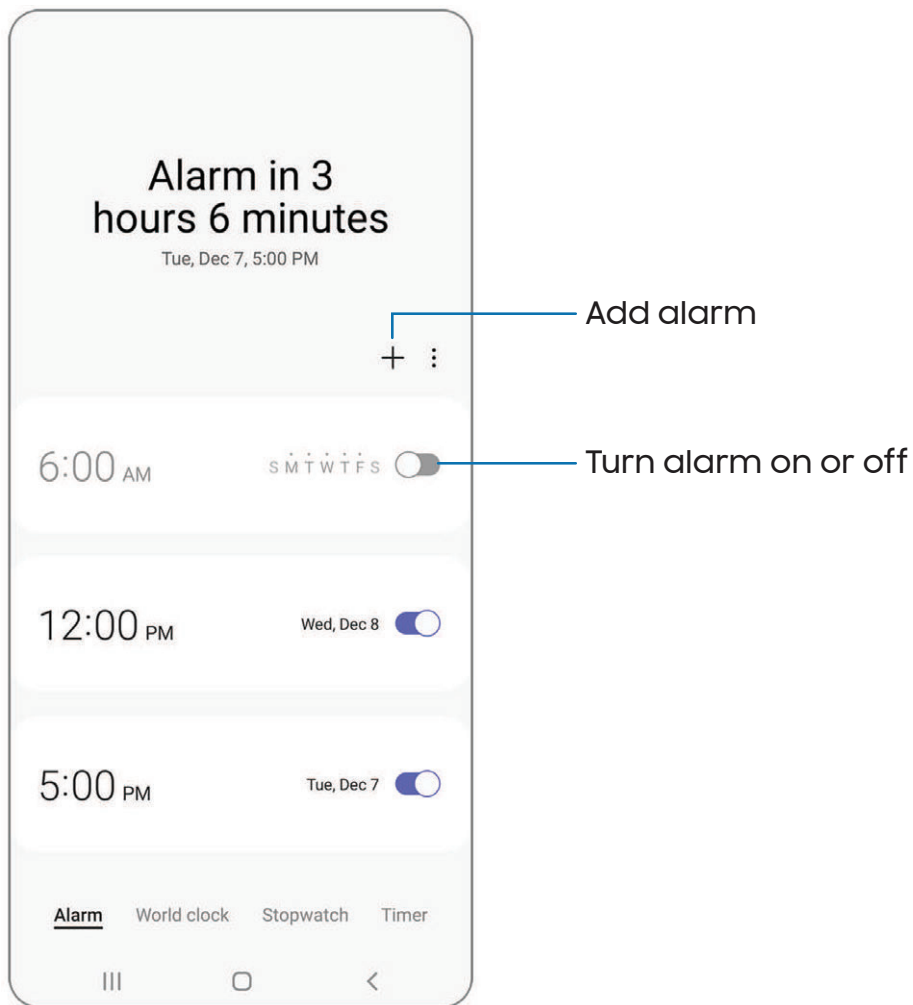 Alarm in 3
hours 6 minutes
Tue, Dec 7, 5:00 PM
Add alarm
6:00 AM S M T W T F S
Turn alarm on or off
12:00 PM Wed, Dec 8
5:00 PM Tue, Dec 7
Alarm World clock Stopwatch Timer